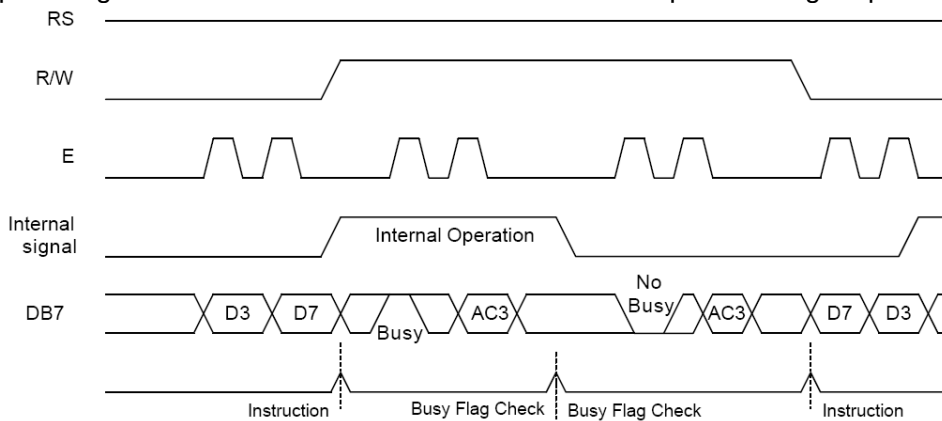 RS
R/W
E
Internal
signal
Internal Operation
No
DB7
D3
D7
Busy
AC3
Busy
AC3
D7
D3
Instruction
Busy Flag Check
Busy Flag Check
Instruction